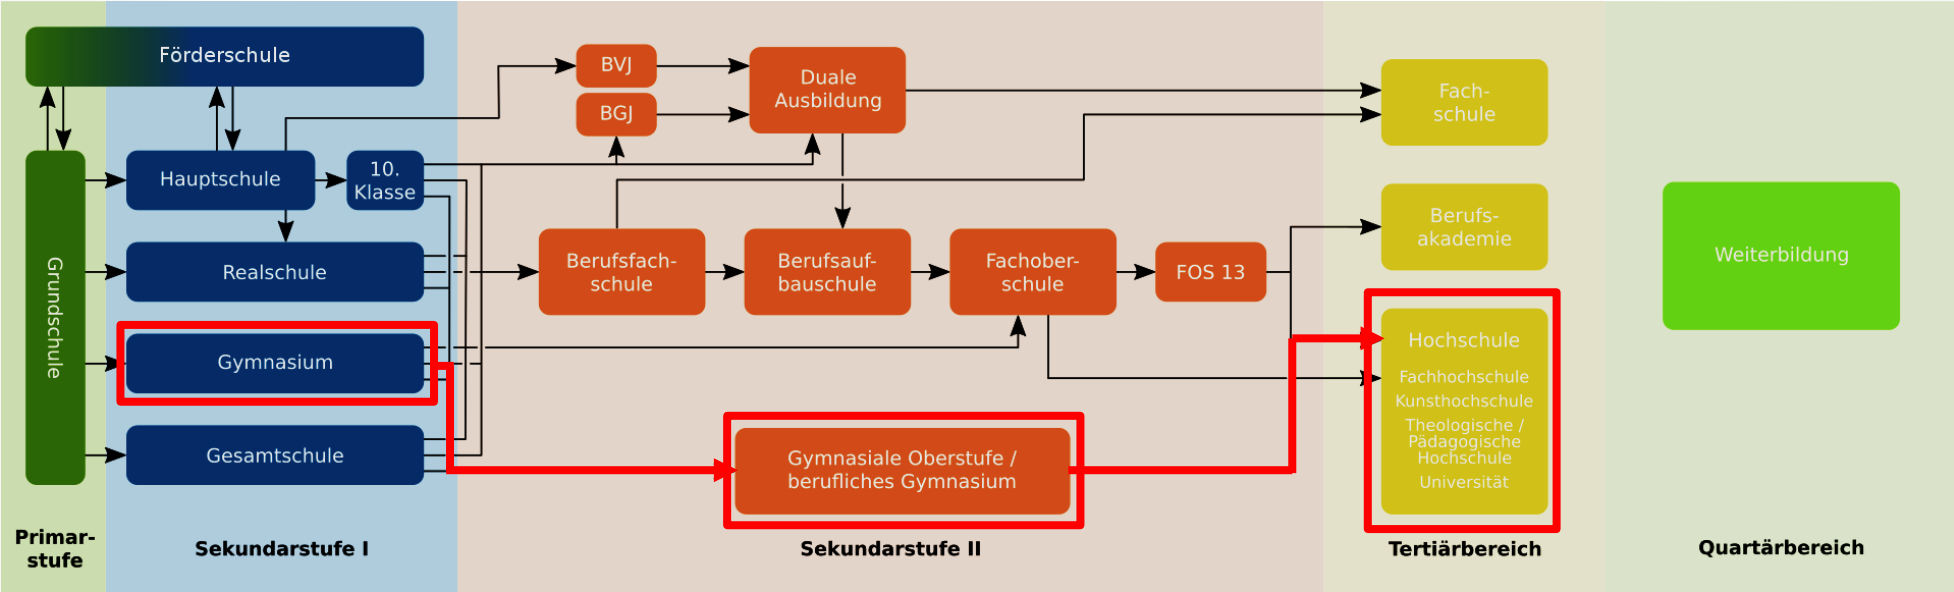 Förderschule
Grundschule
Hauptschule
10.
Klasse
Realschule
Gymnasium
Gesamtschule
BVJ
BGJ
Duale
Ausbildung
Berufsfach-
schule
Berufsauf-
bauschule
Fachober-
schule
FOS 13
Gymnasiale Oberstufe /
berufliches Gymnasium
Fach-
schule
Berufs-
akademie
Hochschule
Fachhochschule
Kunsthochschule
Theologische /
Pädagogische
Hochschule
Universität
Weiterbildung
Primar-
stufe
Sekundarstufe I
Sekundarstufe II
Tertiärbereich
Quartärbereich